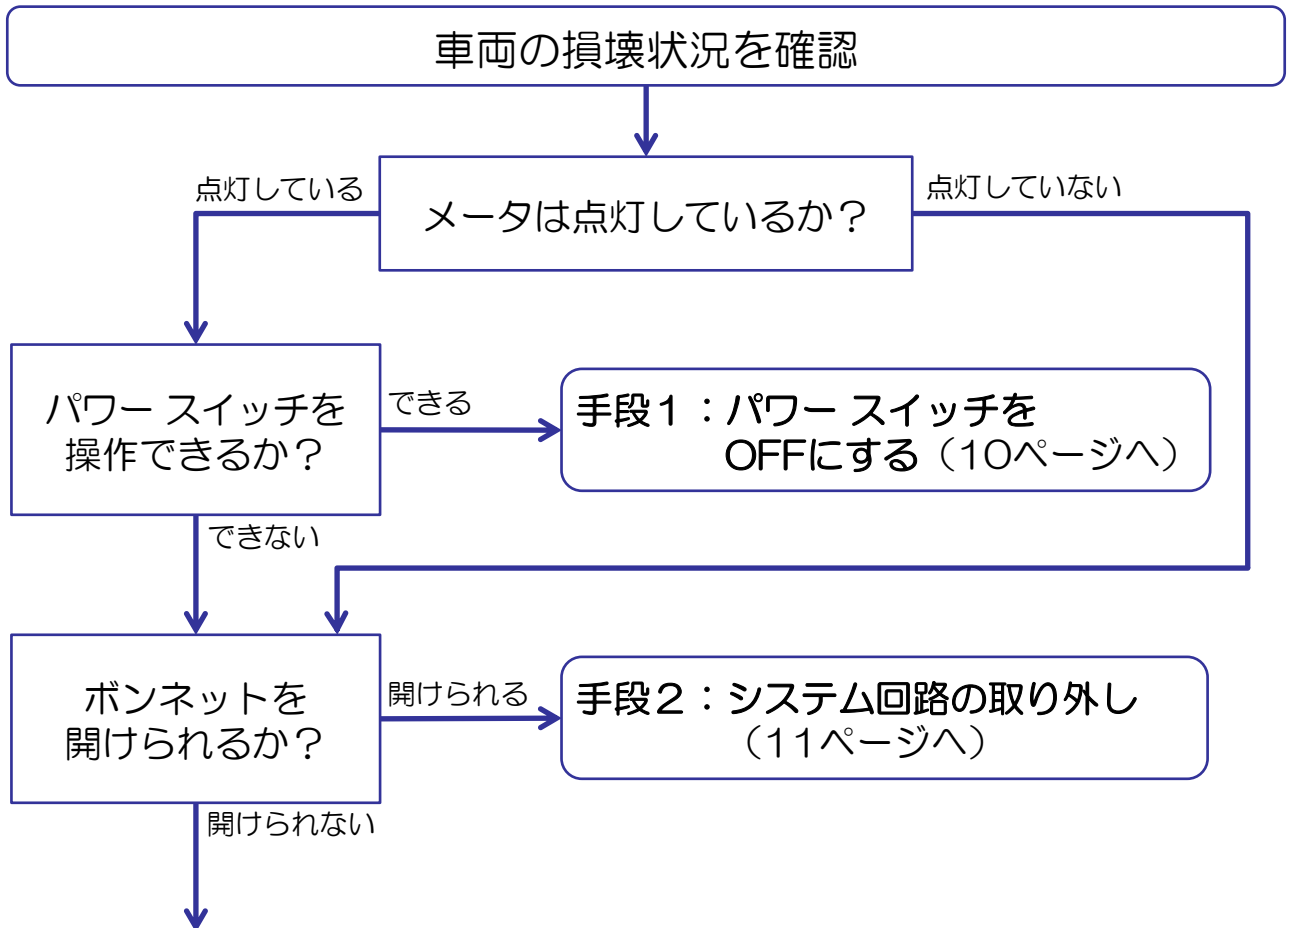 車両の損壊状況を確認
点灯している
メータは点灯しているか？
点灯していない
パワー スイッチを
操作できるか？
できる
手段１：パワー スイッチを
OFFにする（10ページへ）
できない
ボンネットを
開けられるか？
開けられる
手段２：システム回路の取り外し
（11ページへ）
開けられない